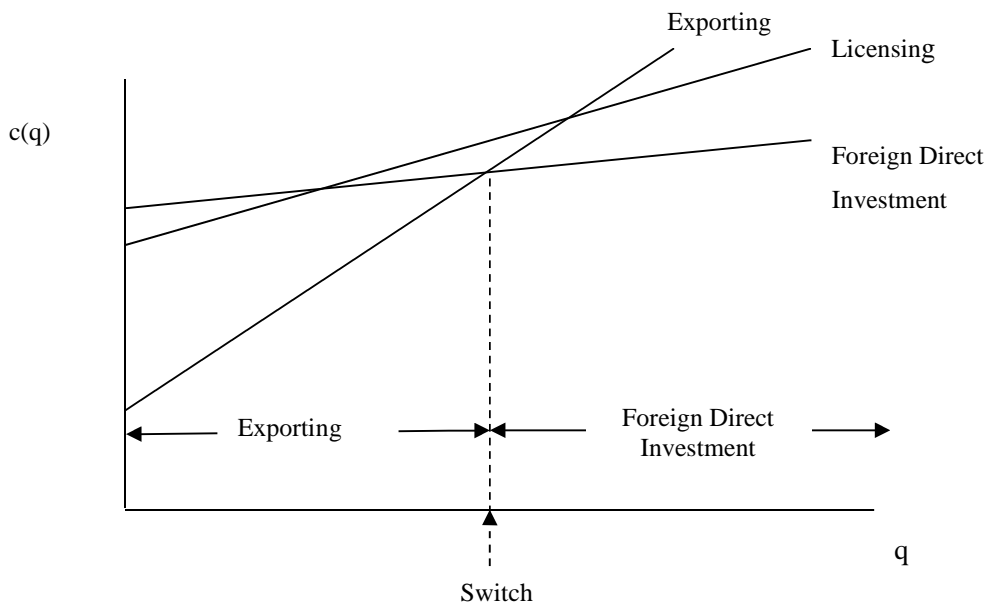 Exporting
Licensing
c(q)
Foreign Direct
Investment
Exporting
Foreign Direct
Investment
q
Switch